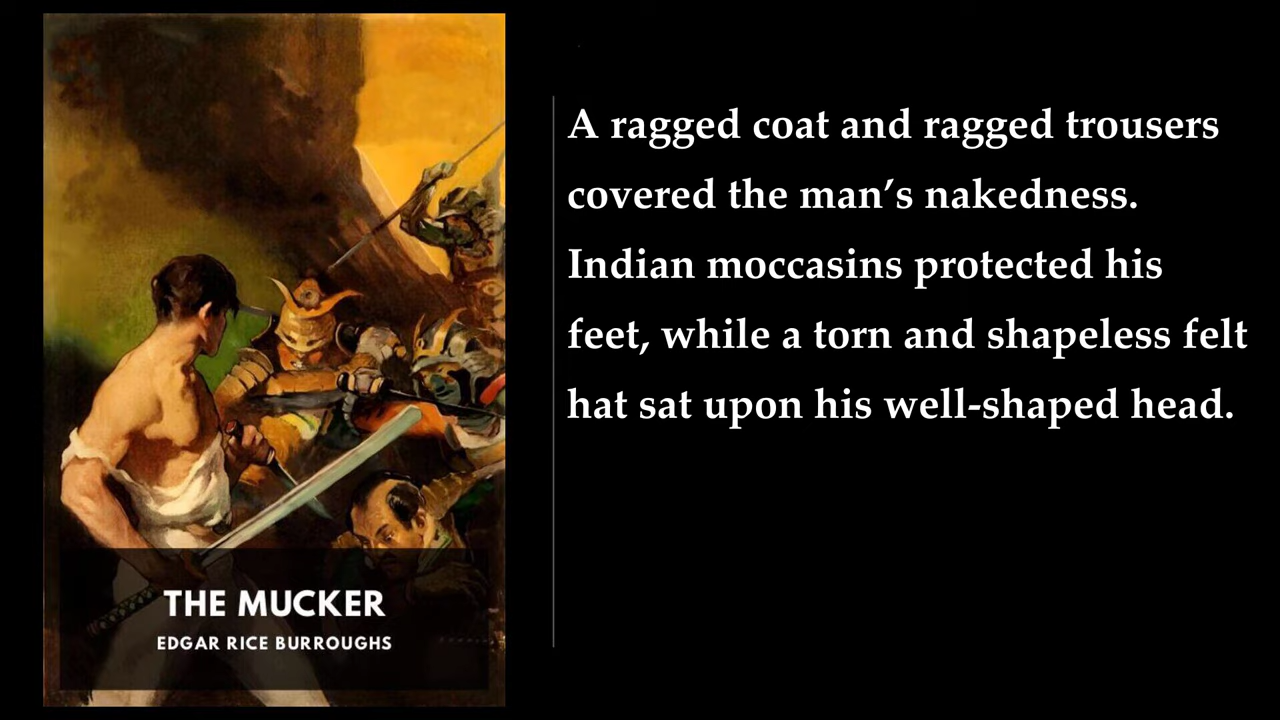 THE MUCKER
EDGAR RICE BURROUGHS
A ragged coat and ragged trousers
covered the man’s nakedness.
Indian moccasins protected his
feet, while a torn and shapeless felt
hat sat upon his well-shaped head.